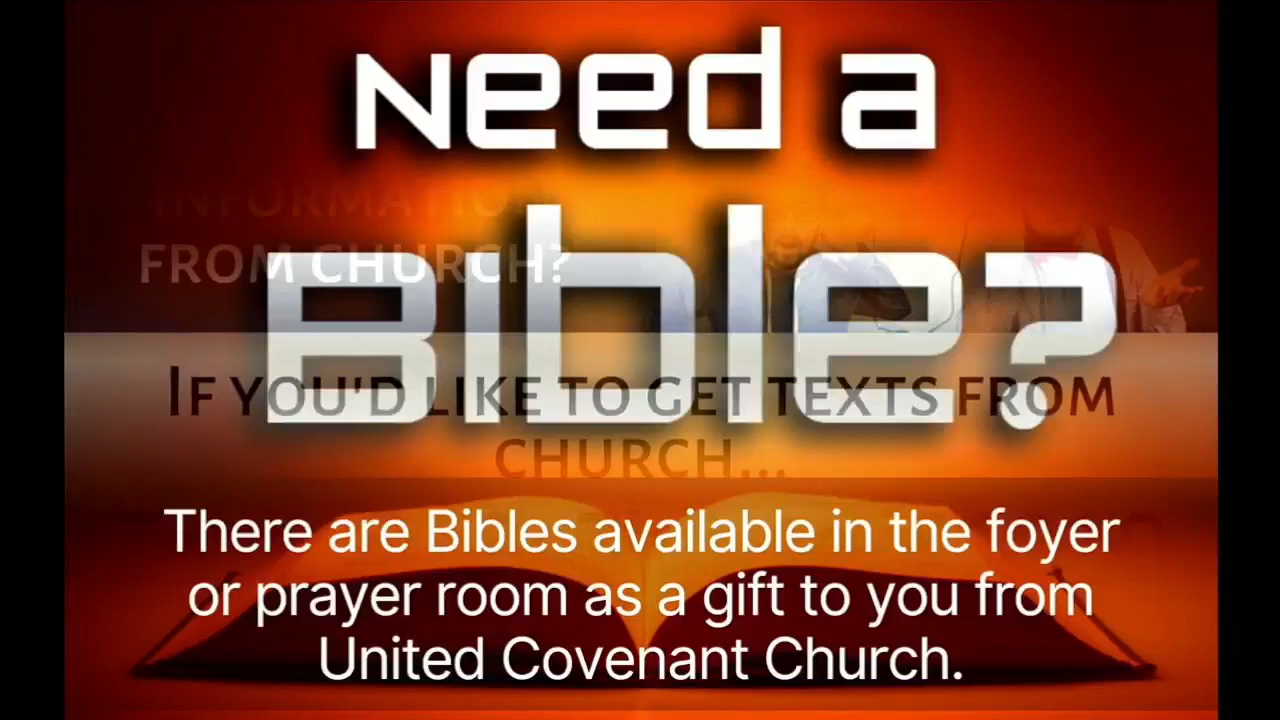 Need a
INFORMATIO
FROM CHURCH?
Bible?
IF YOU'D LIKE TO GET TEXTS FROM
CHURCH...
There are Bibles available in the foyer
or prayer room as a gift to you from
United Covenant Church.